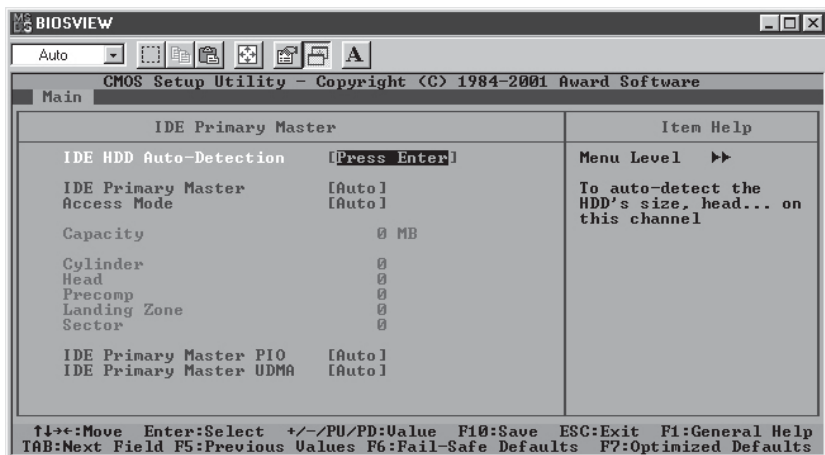 MS DOS BIOSVIEW
Auto A
CMOS Setup Utility - Copyright (C) 1984-2001 Award Software
Main
IDE Primary Master Item Help
IDE HDD Auto-Detection [Press Enter] Menu Level ▶▶
IDE Primary Master [Auto] To auto-detect the
Access Mode [Auto] HDD's size, head... on
this channel
Capacity 0 MB
Cylinder 0
Head 0
Precomp 0
Landing Zone 0
Sector 0
IDE Primary Master PIO [Auto]
IDE Primary Master UDMA [Auto]
↑↓→←:Move Enter:Select +/-/PU/PD:Value F10:Save ESC:Exit F1:General Help
TAB:Next Field F5:Previous Values F6:Fail-Safe Defaults F7:Optimized Defaults